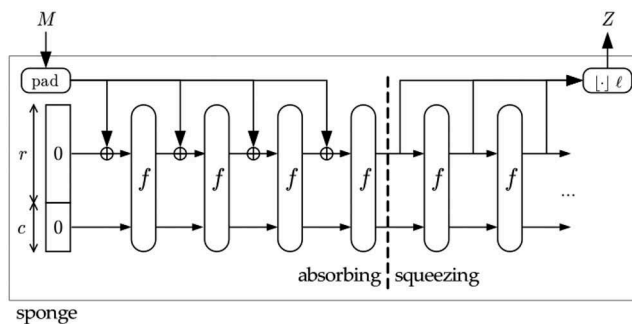 M Z
pad ⌊·⌋ ℓ
r 0 f f f f f f
...
c 0
absorbing squeezing
sponge